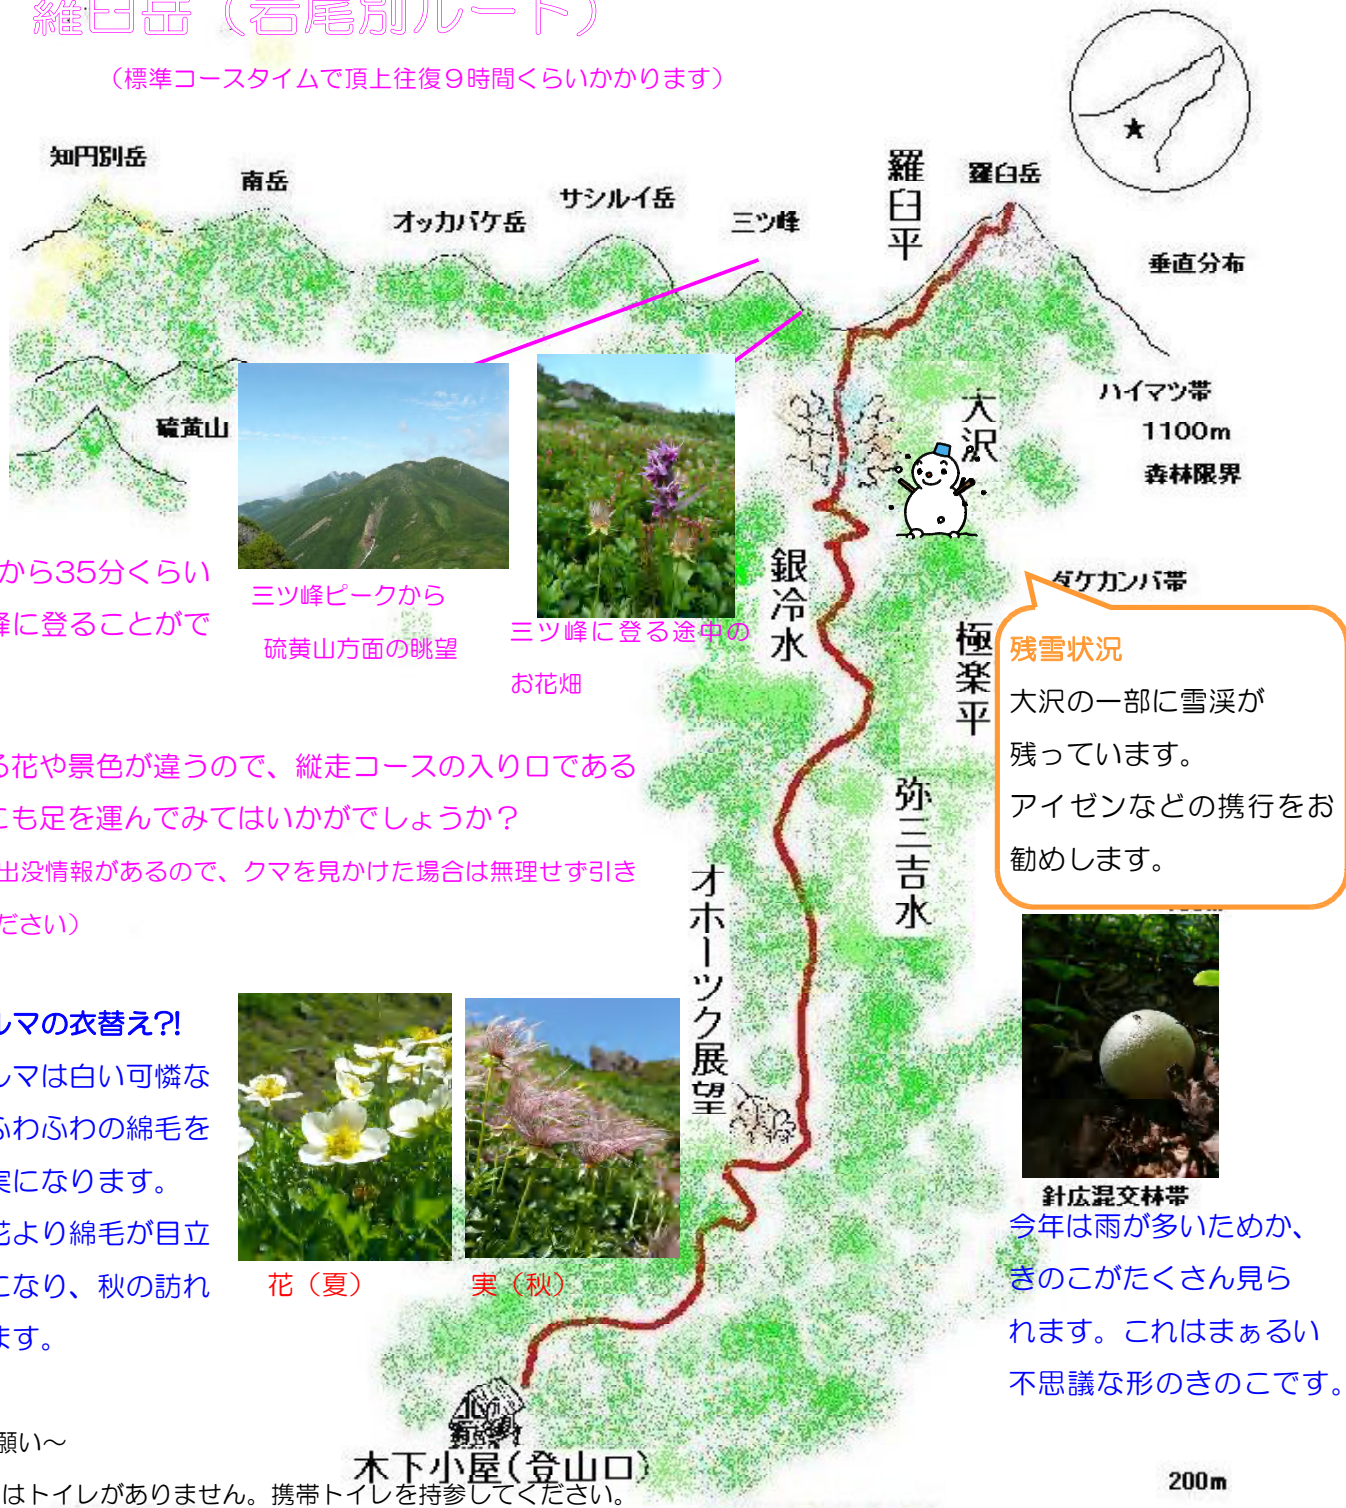 羅臼岳（岩尾別ルート）
（標準コースタイムで頂上往復９時間くらいかかります）
知円別岳
南岳
オッカバケ岳
サシルイ岳
三ツ峰
羅臼平
羅臼岳
垂直分布
硫黄山
大沢
ハイマツ帯
1100m
森林限界
ダケカンバ帯
から35分くらい
峰に登ることがで
三ツ峰ピークから
硫黄山方面の眺望
三ツ峰に登る途中の
お花畑
銀冷水
極楽平
残雪状況
大沢の一部に雪渓が
残っています。
アイゼンなどの携行をお
勧めします。
る花や景色が違うので、縦走コースの入り口である
にも足を運んでみてはいかがでしょうか？
出没情報があるので、クマを見かけた場合は無理せず引き
ださい）
弥三吉水
オホーツク展望
ルマの衣替え?!
ルマは白い可憐な
ふわふわの綿毛を
実になります。
花より綿毛が目立
になり、秋の訪れ
ます。
花（夏）
実（秋）
針広混交林帯
今年は雨が多いためか、
きのこがたくさん見ら
れます。これはまぁるい
不思議な形のきのこです。
願い～
木下小屋(登山口)
はトイレがありません。携帯トイレを持参してください。
200m